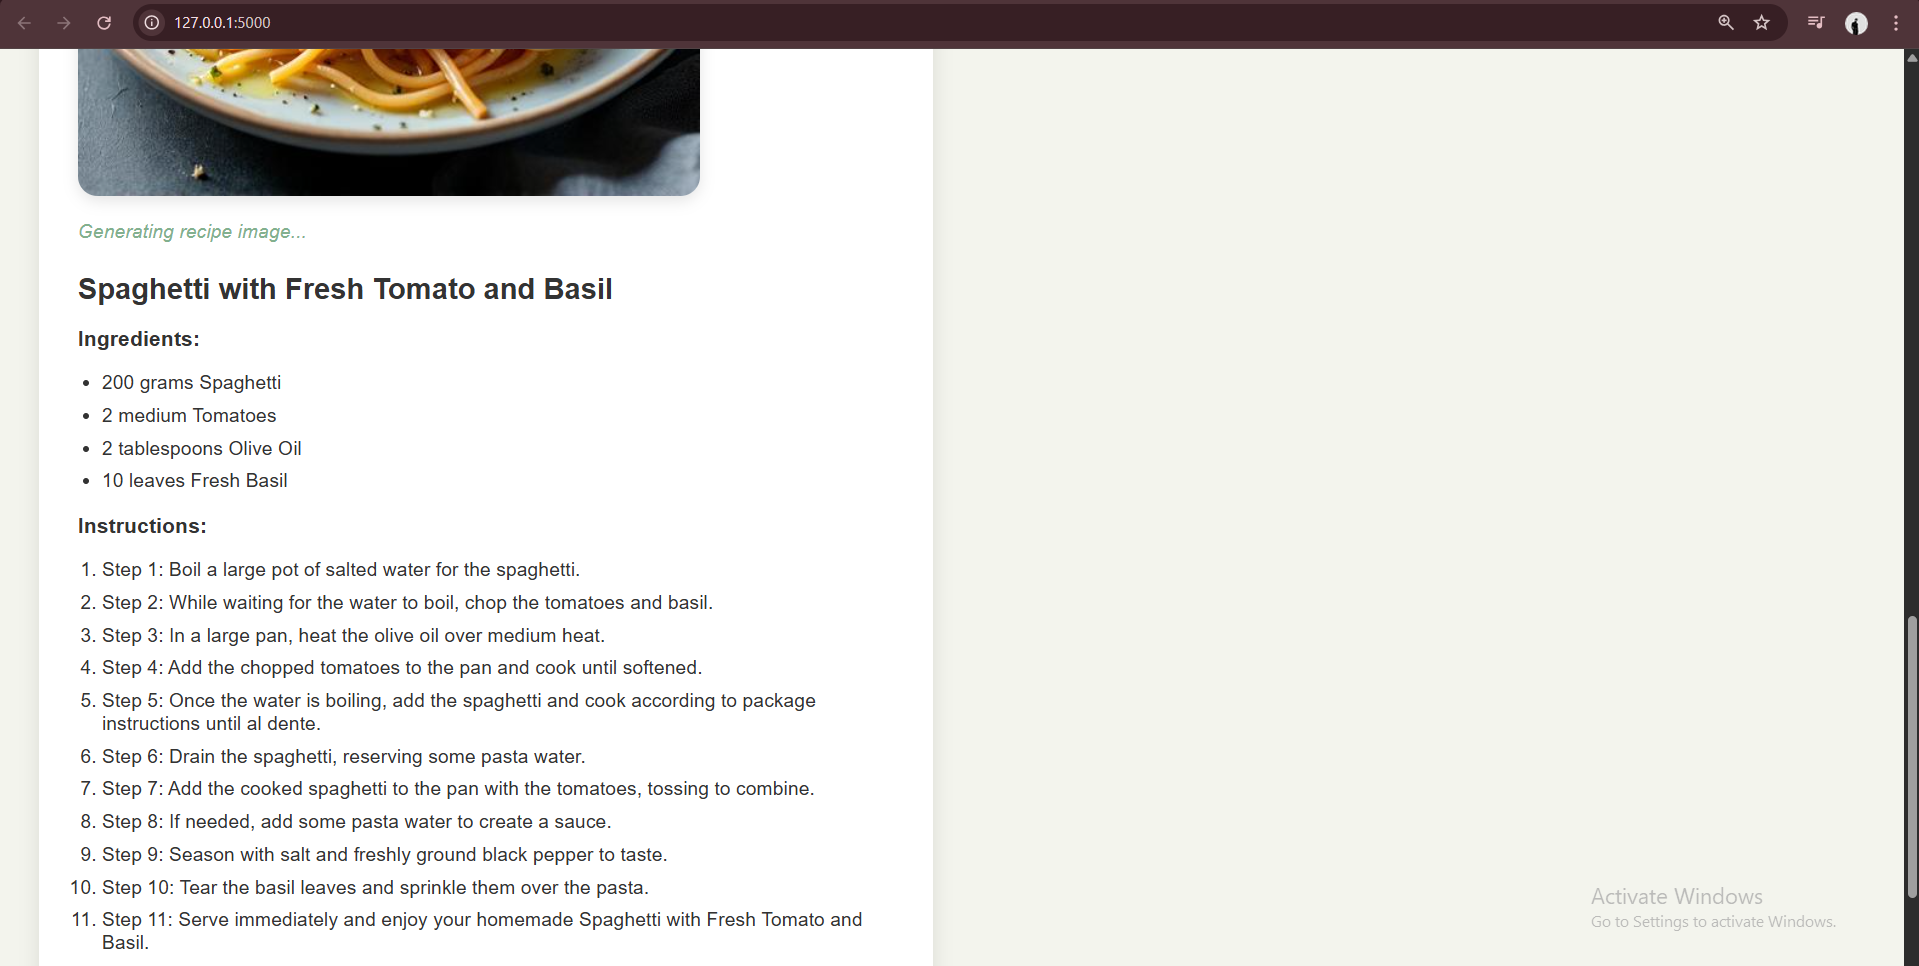 127.0.0.1:5000
Generating recipe image...
Spaghetti with Fresh Tomato and Basil
Ingredients:
• 200 grams Spaghetti
• 2 medium Tomatoes
• 2 tablespoons Olive Oil
• 10 leaves Fresh Basil
Instructions:
1. Step 1: Boil a large pot of salted water for the spaghetti.
2. Step 2: While waiting for the water to boil, chop the tomatoes and basil.
3. Step 3: In a large pan, heat the olive oil over medium heat.
4. Step 4: Add the chopped tomatoes to the pan and cook until softened.
5. Step 5: Once the water is boiling, add the spaghetti and cook according to package
instructions until al dente.
6. Step 6: Drain the spaghetti, reserving some pasta water.
7. Step 7: Add the cooked spaghetti to the pan with the tomatoes, tossing to combine.
8. Step 8: If needed, add some pasta water to create a sauce.
9. Step 9: Season with salt and freshly ground black pepper to taste.
10. Step 10: Tear the basil leaves and sprinkle them over the pasta.
11. Step 11: Serve immediately and enjoy your homemade Spaghetti with Fresh Tomato and
Basil.
Activate Windows
Go to Settings to activate Windows.